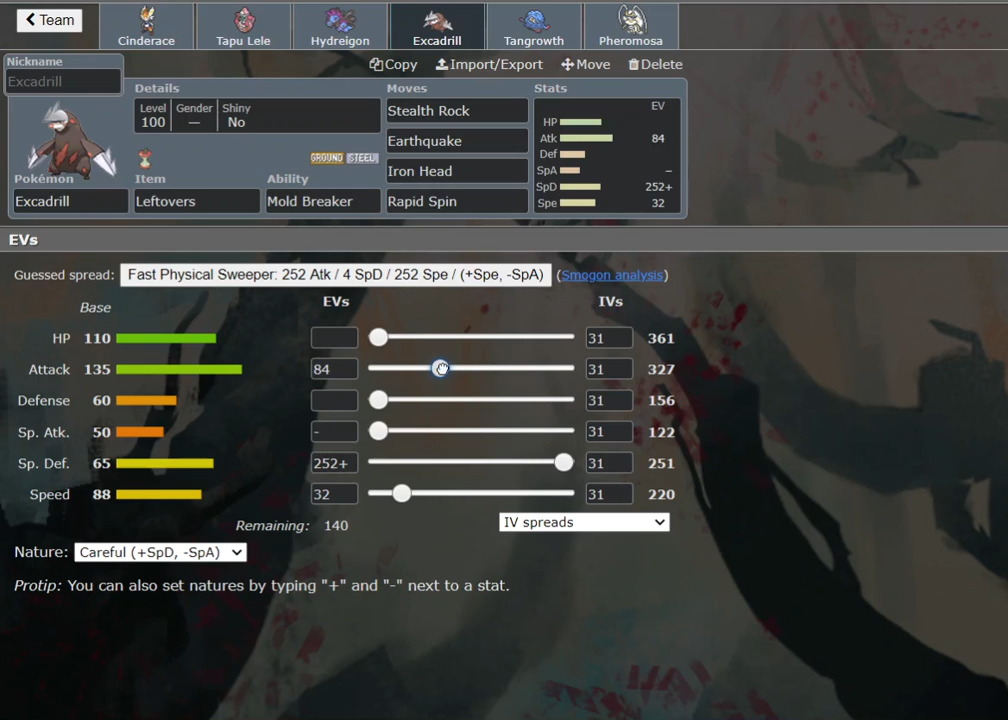 Team
Cinderace
Tapu Lele
Hydreigon
Excadrill
Tangrowth
Pheromosa
Copy Import/Export Move Delete
Nickname
Excadrill
Details
Level Gender Shiny
100 — No
GROUND STEEL
Pokémon Item Ability
Excadrill Leftovers Mold Breaker
Moves
Stealth Rock
Earthquake
Iron Head
Rapid Spin
Stats
EV
HP
Atk 84
Def
SpA –
SpD 252+
Spe 32
EVs
Guessed spread: Fast Physical Sweeper: 252 Atk / 4 SpD / 252 Spe / (+Spe, -SpA) (Smogon analysis)
Base EVs IVs
HP 110 31 361
Attack 135 84 31 327
Defense 60 31 156
Sp. Atk. 50 - 31 122
Sp. Def. 65 252+ 31 251
Speed 88 32 31 220
Remaining: 140 IV spreads
Nature: Careful (+SpD, -SpA)
Protip: You can also set natures by typing "+" and "-" next to a stat.